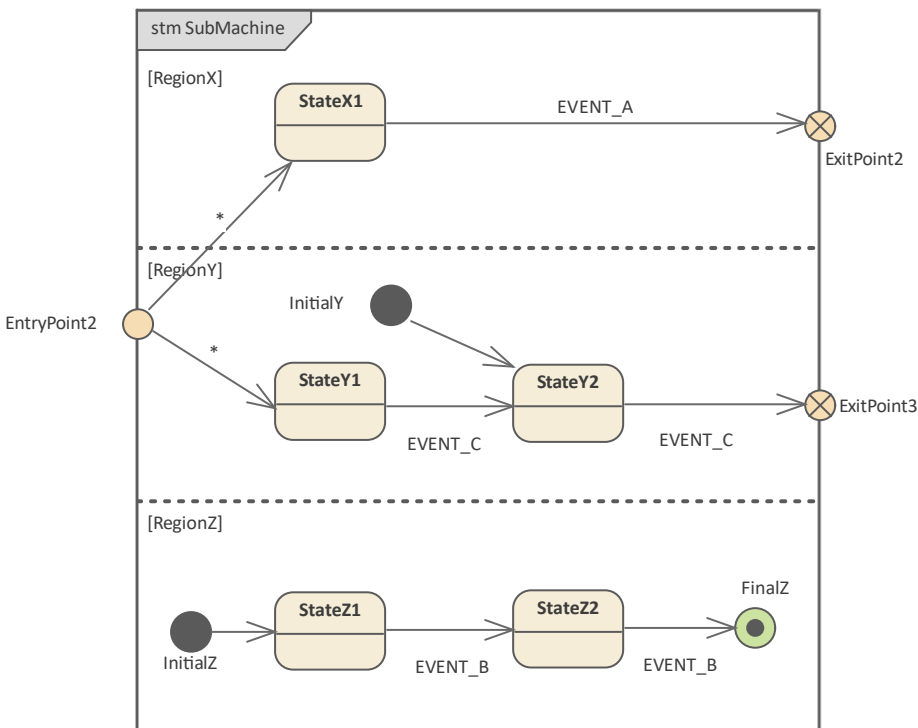 stm SubMachine
[RegionX]
StateX1
EVENT_A
ExitPoint2
*
[RegionY]
InitialY
EntryPoint2
*
StateY1
StateY2
ExitPoint3
EVENT_C
EVENT_C
[RegionZ]
FinalZ
StateZ1
StateZ2
InitialZ
EVENT_B
EVENT_B